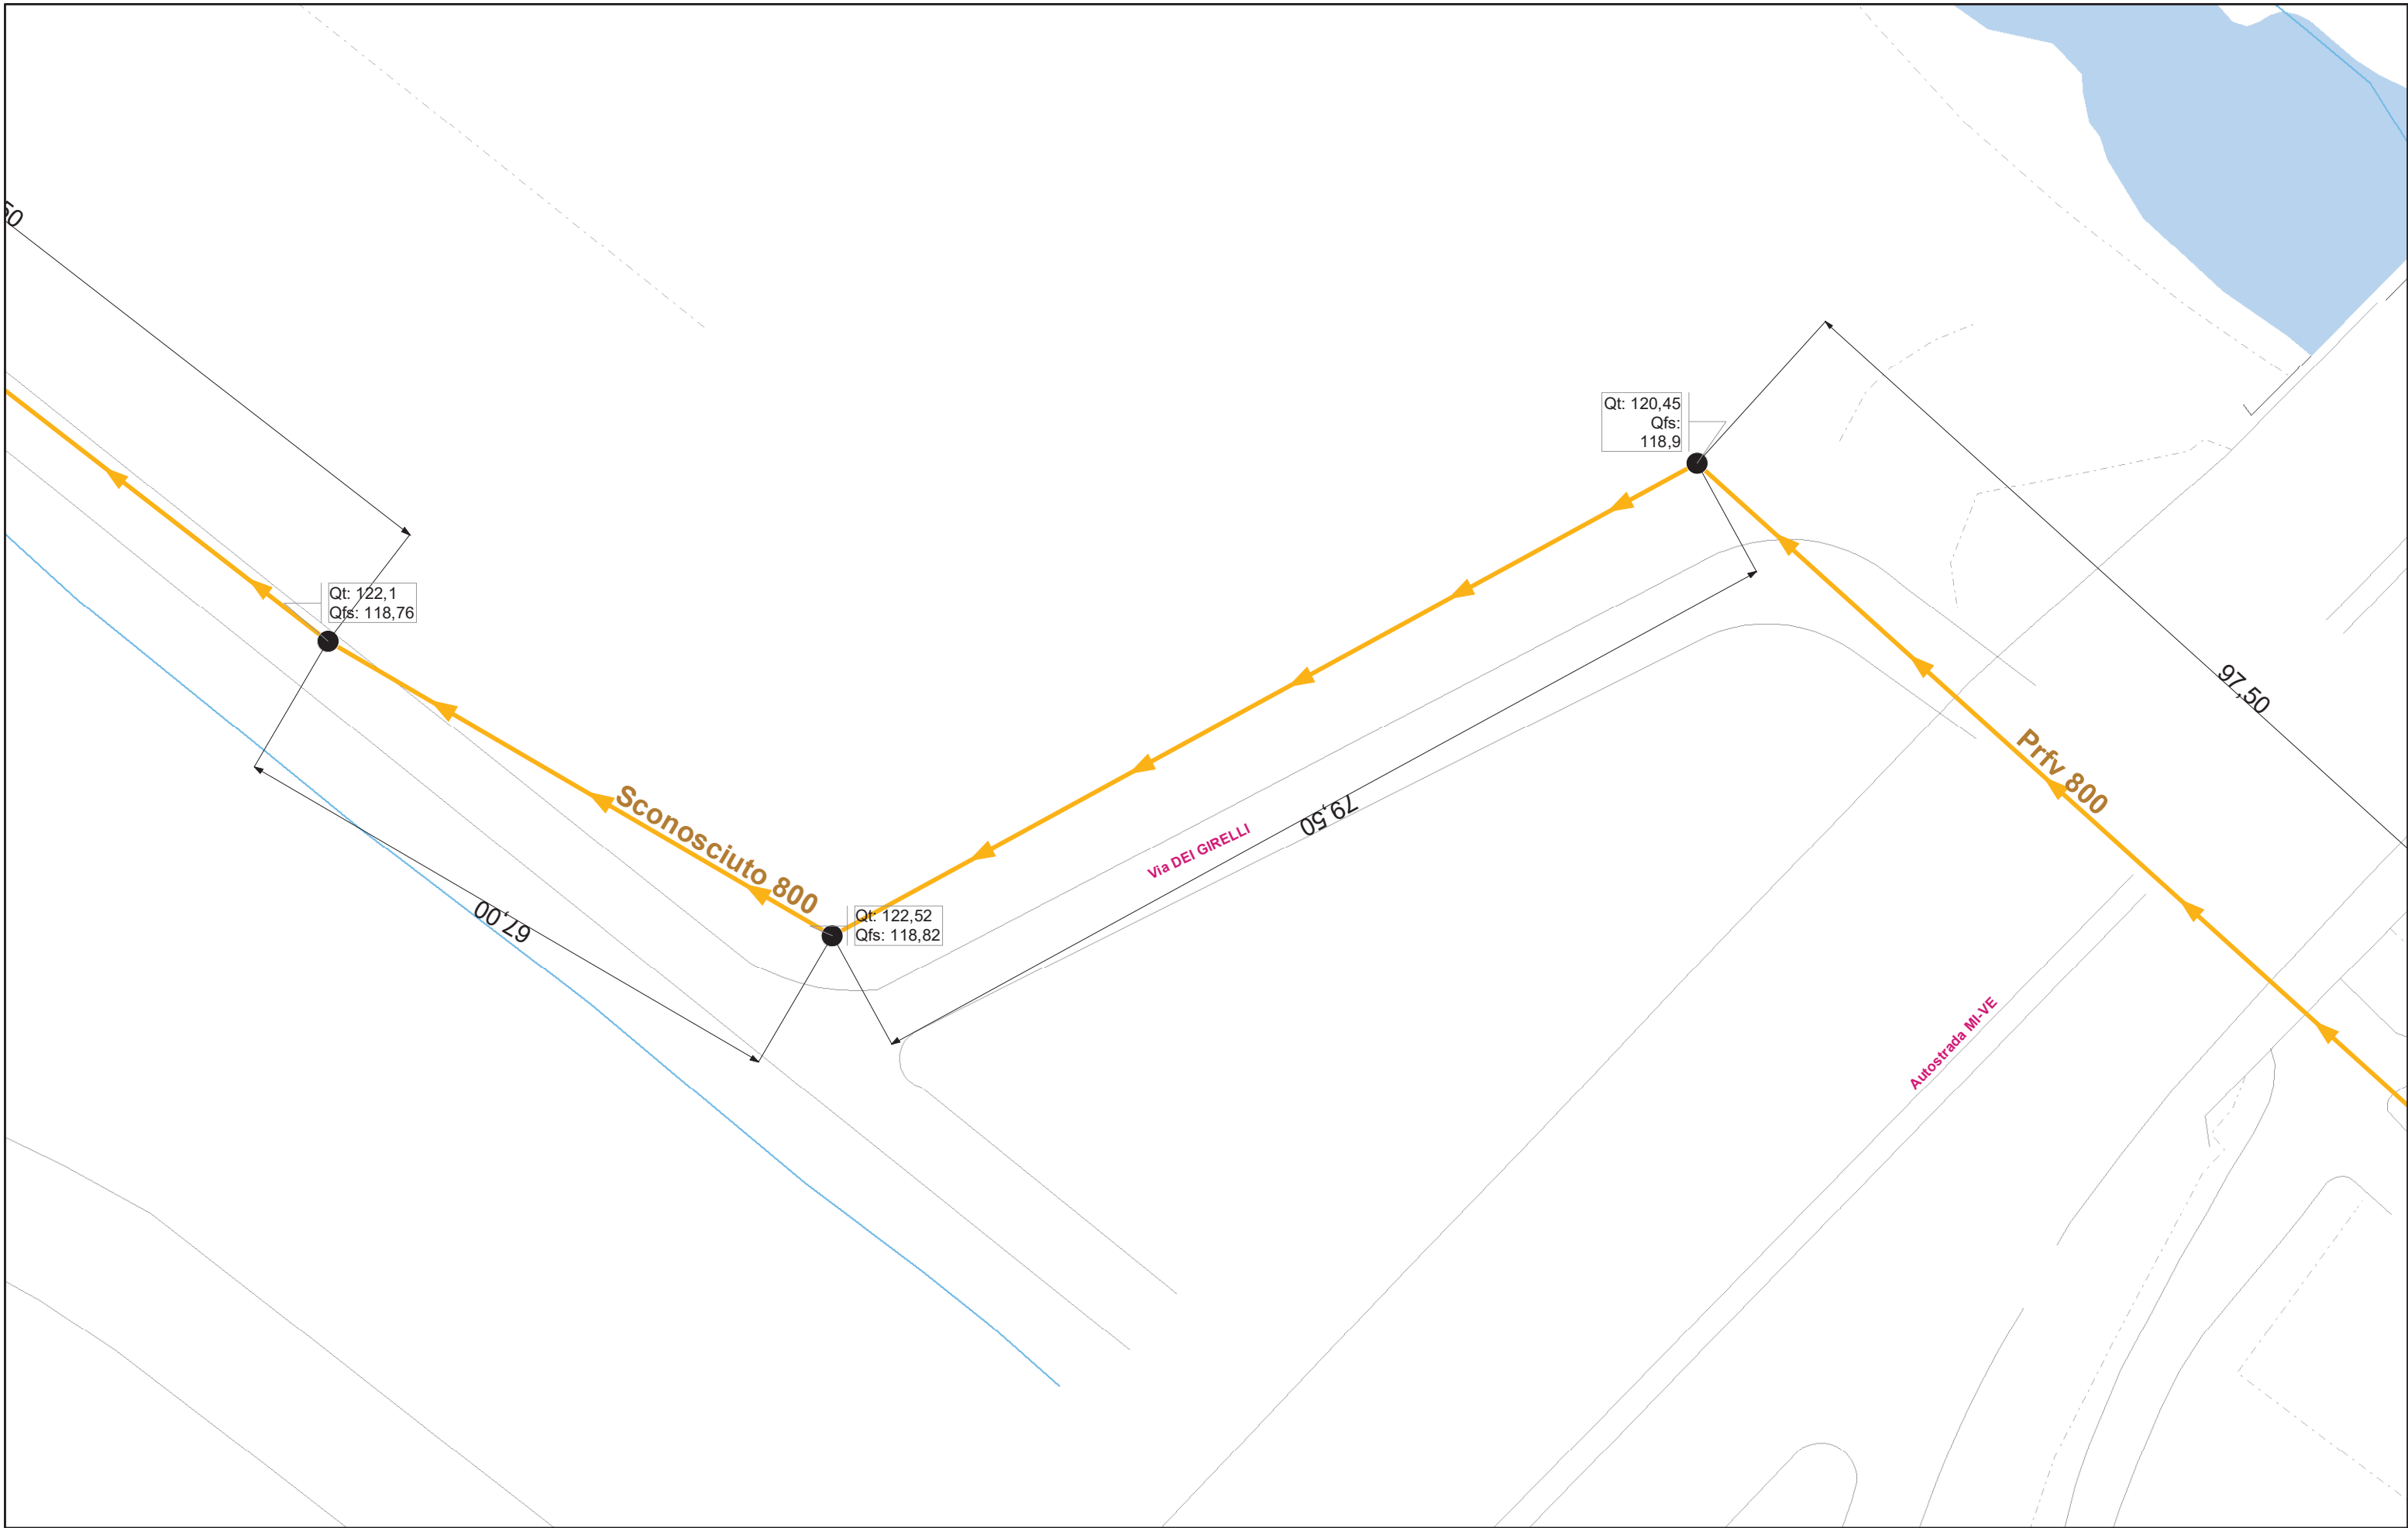 50
Qt: 120,45
Qfs:
118,9
Qt: 122,1
Qfs: 118,76
97,50
Prfv 800
Sconosciuto 800
79,50
Via DEI GIRELLI
Qt: 122,52
Qfs: 118,82
67,00
Autostrada MI-VE